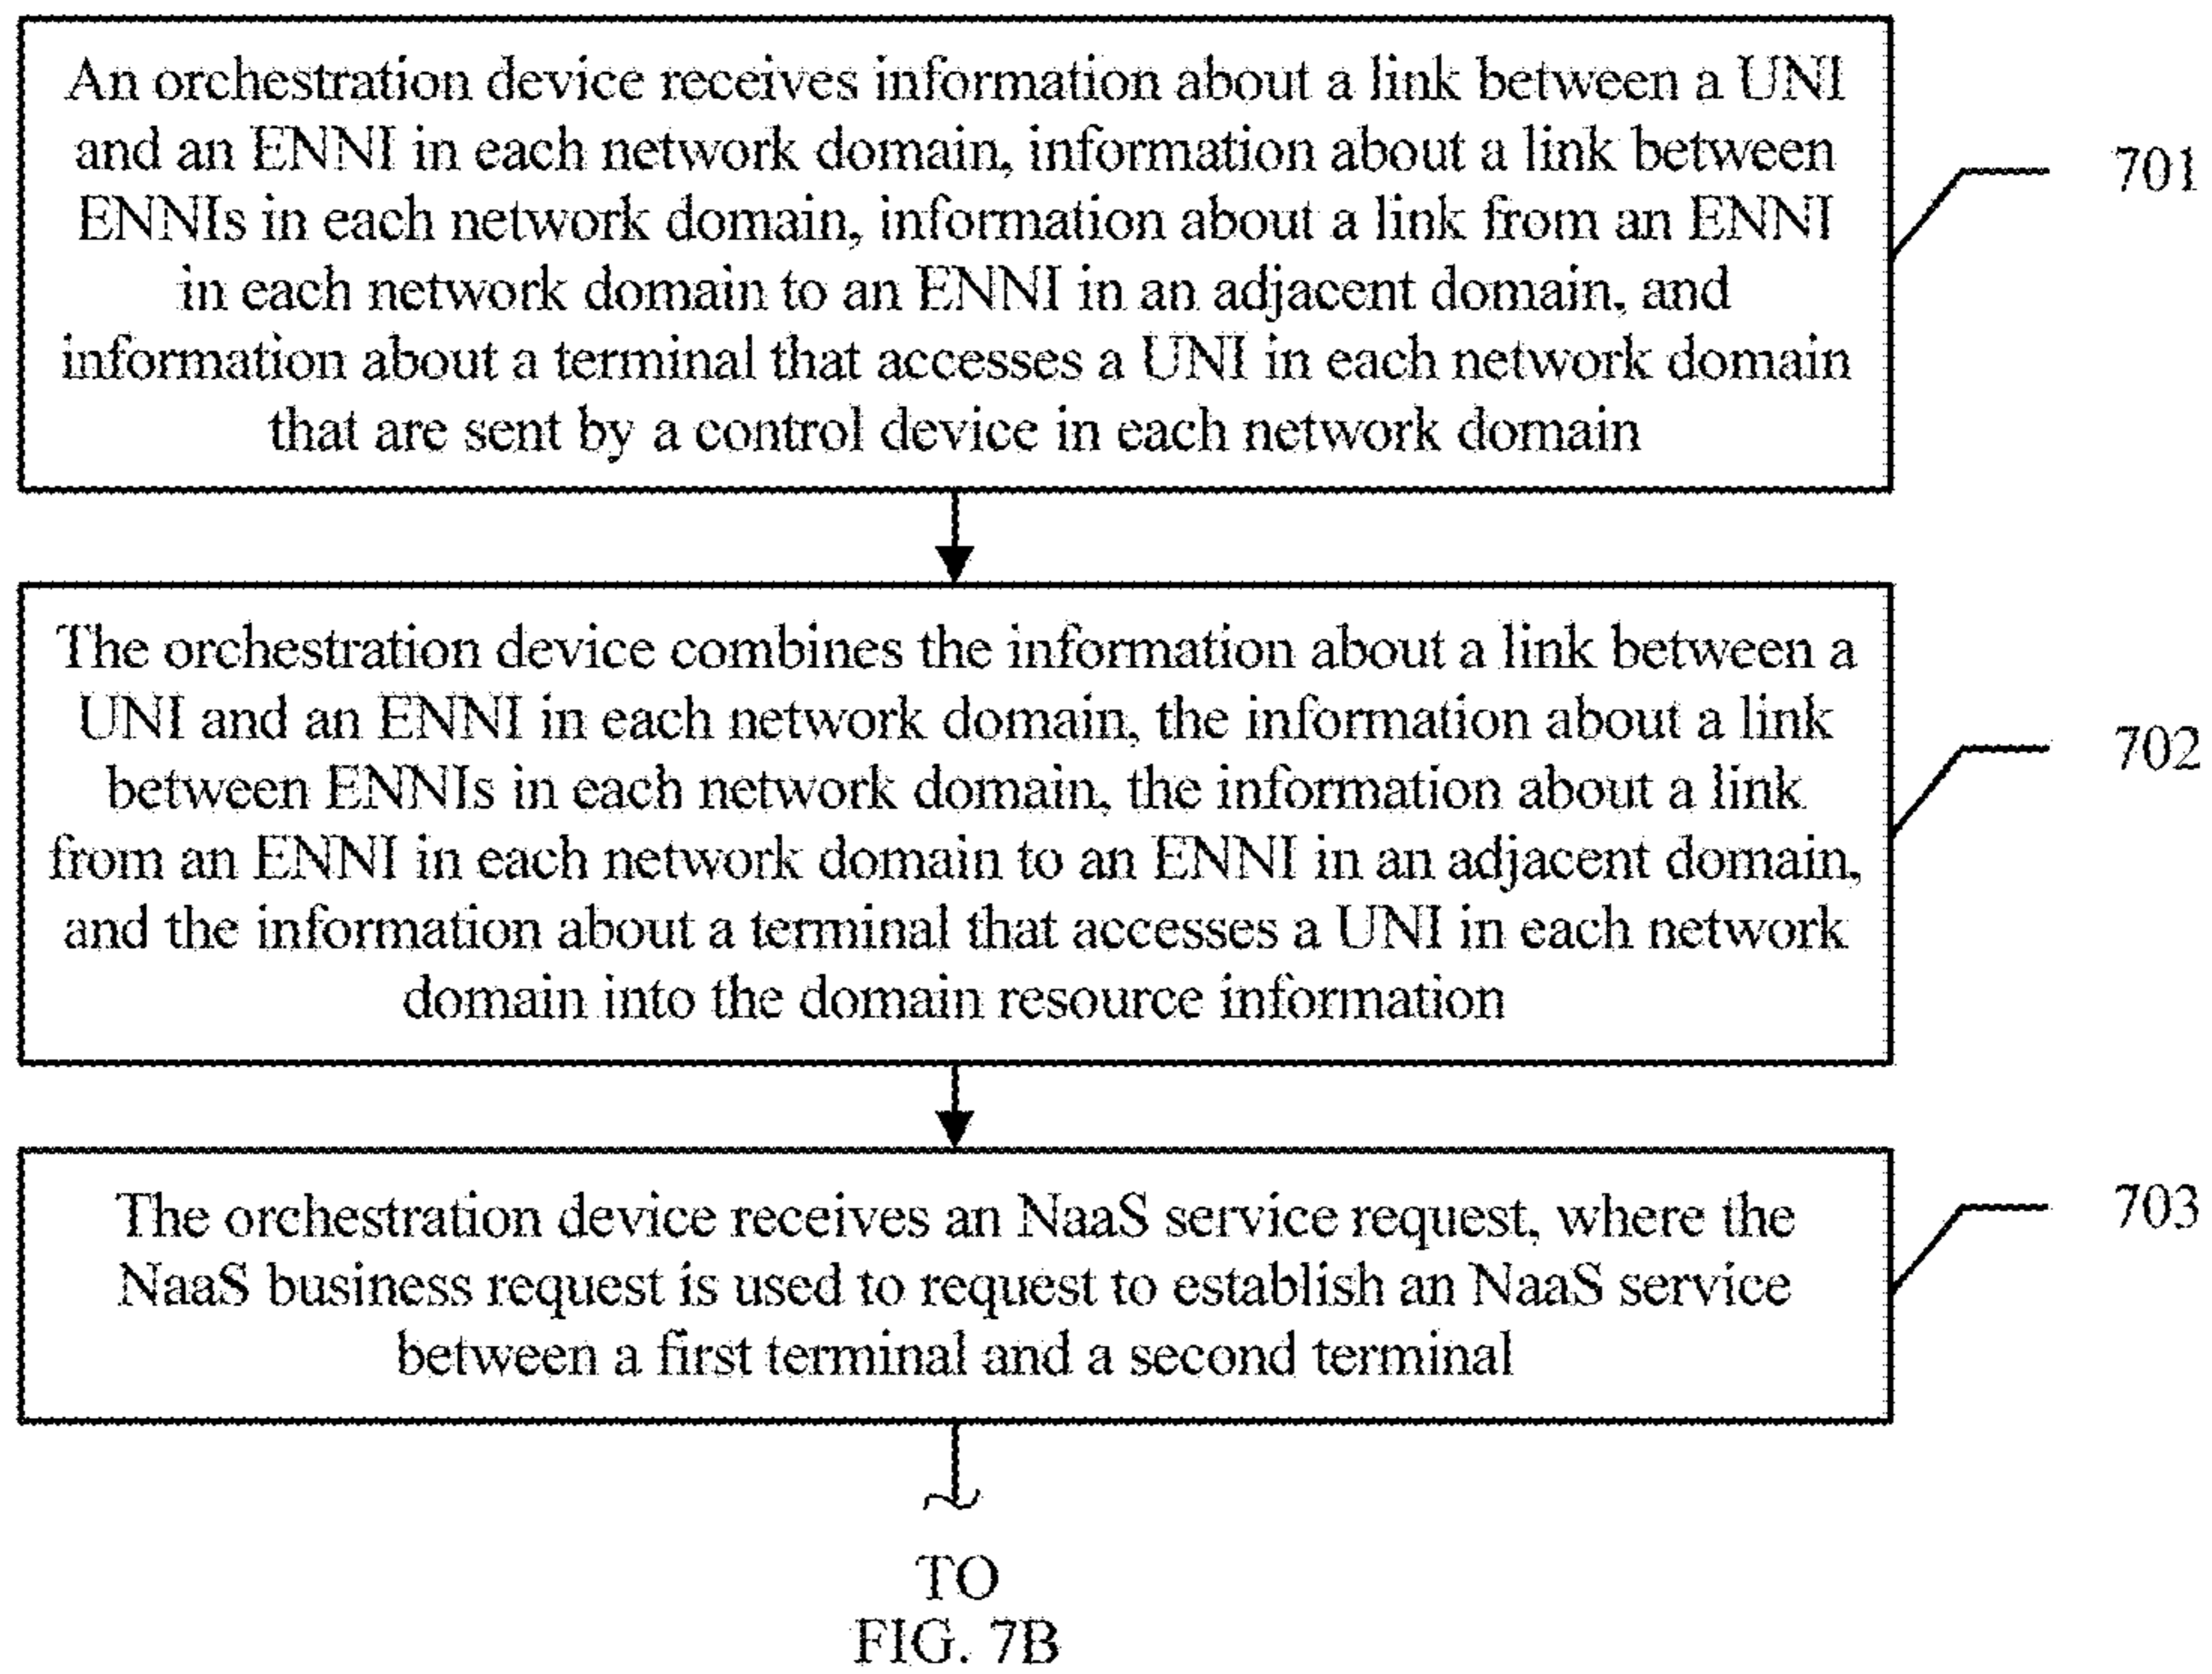 An orchestration device receives information about a link between a UNI
and an ENNI in each network domain, information about a link between
ENNIs in each network domain, information about a link from an ENNI
in each network domain to an ENNI in an adjacent domain, and
information about a terminal that accesses a UNI in each network domain
that are sent by a control device in each network domain
701
The orchestration device combines the information about a link between a
UNI and an ENNI in each network domain, the information about a link
between ENNIs in each network domain, the information about a link
from an ENNI in each network domain to an ENNI in an adjacent domain,
and the information about a terminal that accesses a UNI in each network
domain into the domain resource information
702
The orchestration device receives an NaaS service request, where the
NaaS business request is used to request to establish an NaaS service
between a first terminal and a second terminal
703
TO
FIG. 7B